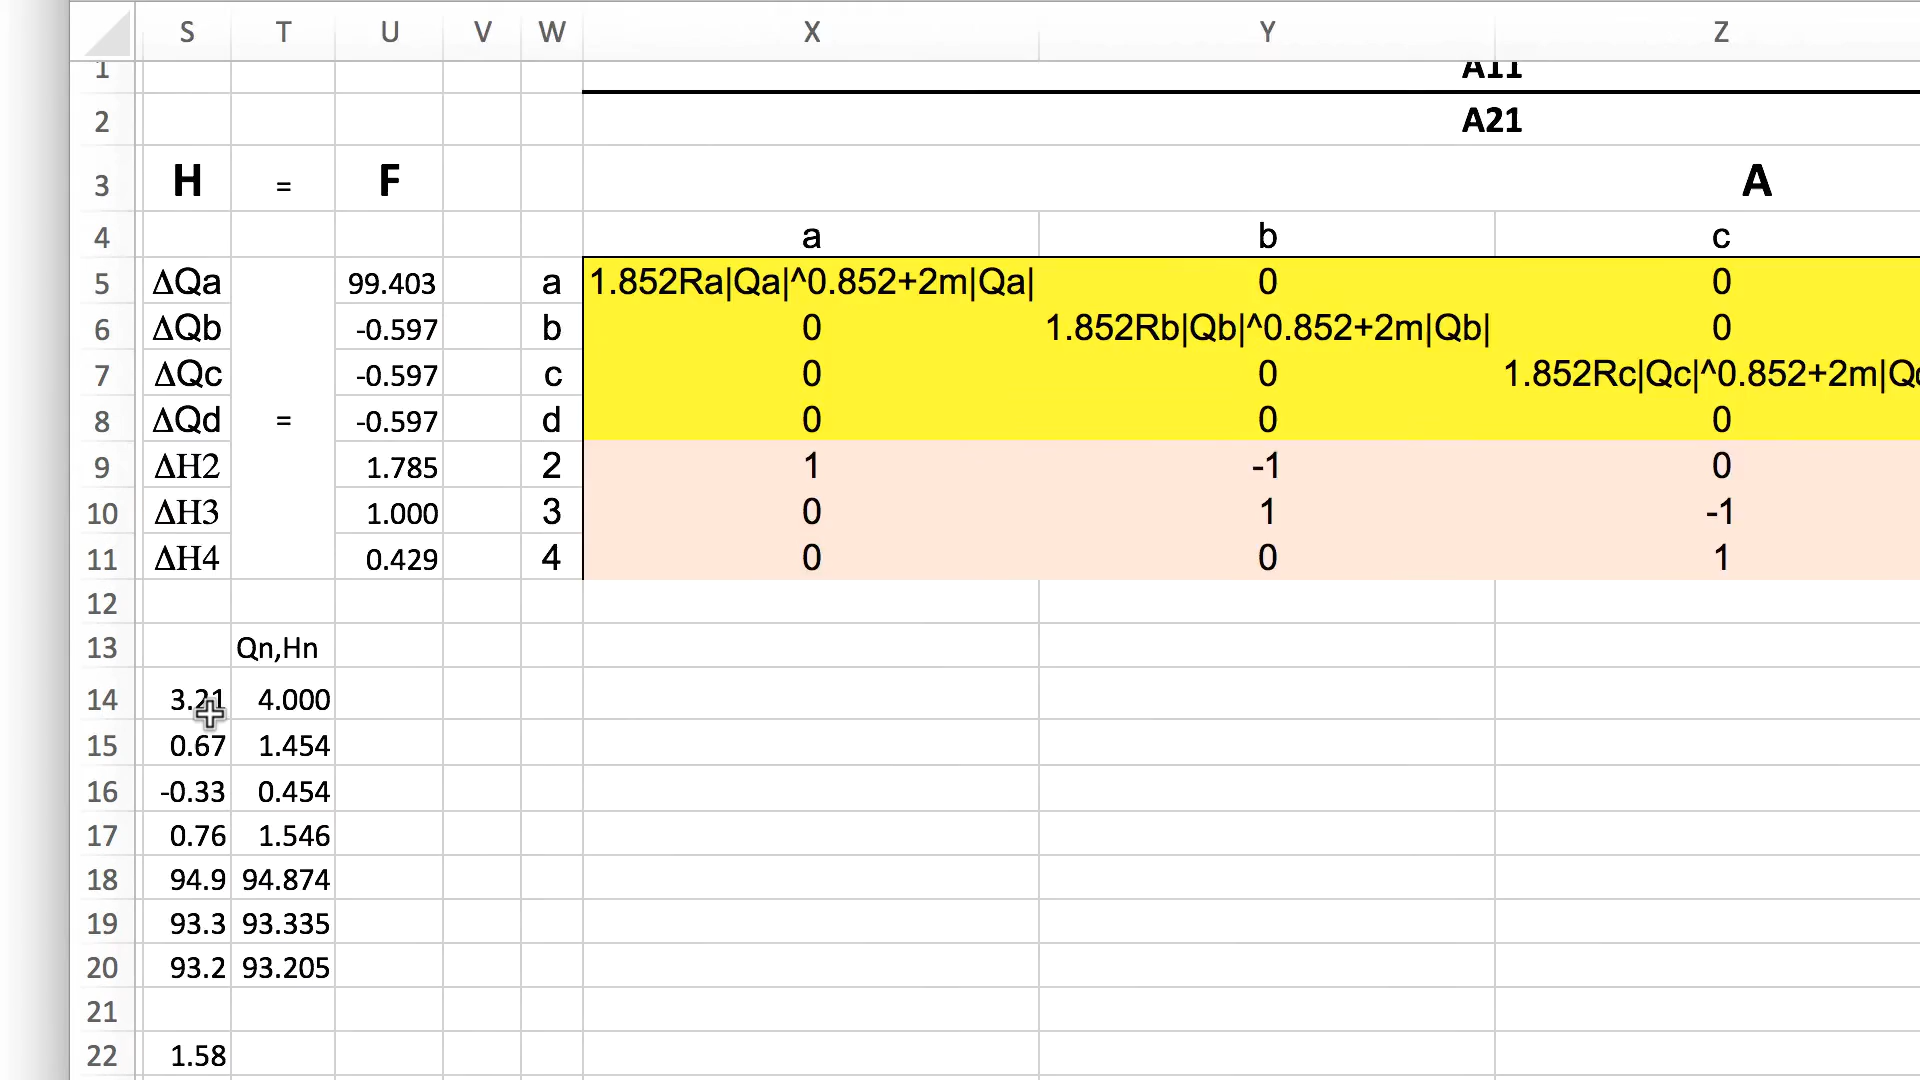 S T U V W X Y Z
1 A11
2 A21
3 H = F A
4 a b c
5 ΔQa 99.403 a 1.852Ra|Qa|^0.852+2m|Qa| 0 0
6 ΔQb -0.597 b 0 1.852Rb|Qb|^0.852+2m|Qb| 0
7 ΔQc -0.597 c 0 0 1.852Rc|Qc|^0.852+2m|Qc
8 ΔQd = -0.597 d 0 0 0
9 ΔH2 1.785 2 1 -1 0
10 ΔH3 1.000 3 0 1 -1
11 ΔH4 0.429 4 0 0 1
12
13 Qn,Hn
14 3.21 4.000
15 0.67 1.454
16 -0.33 0.454
17 0.76 1.546
18 94.9 94.874
19 93.3 93.335
20 93.2 93.205
21
22 1.58